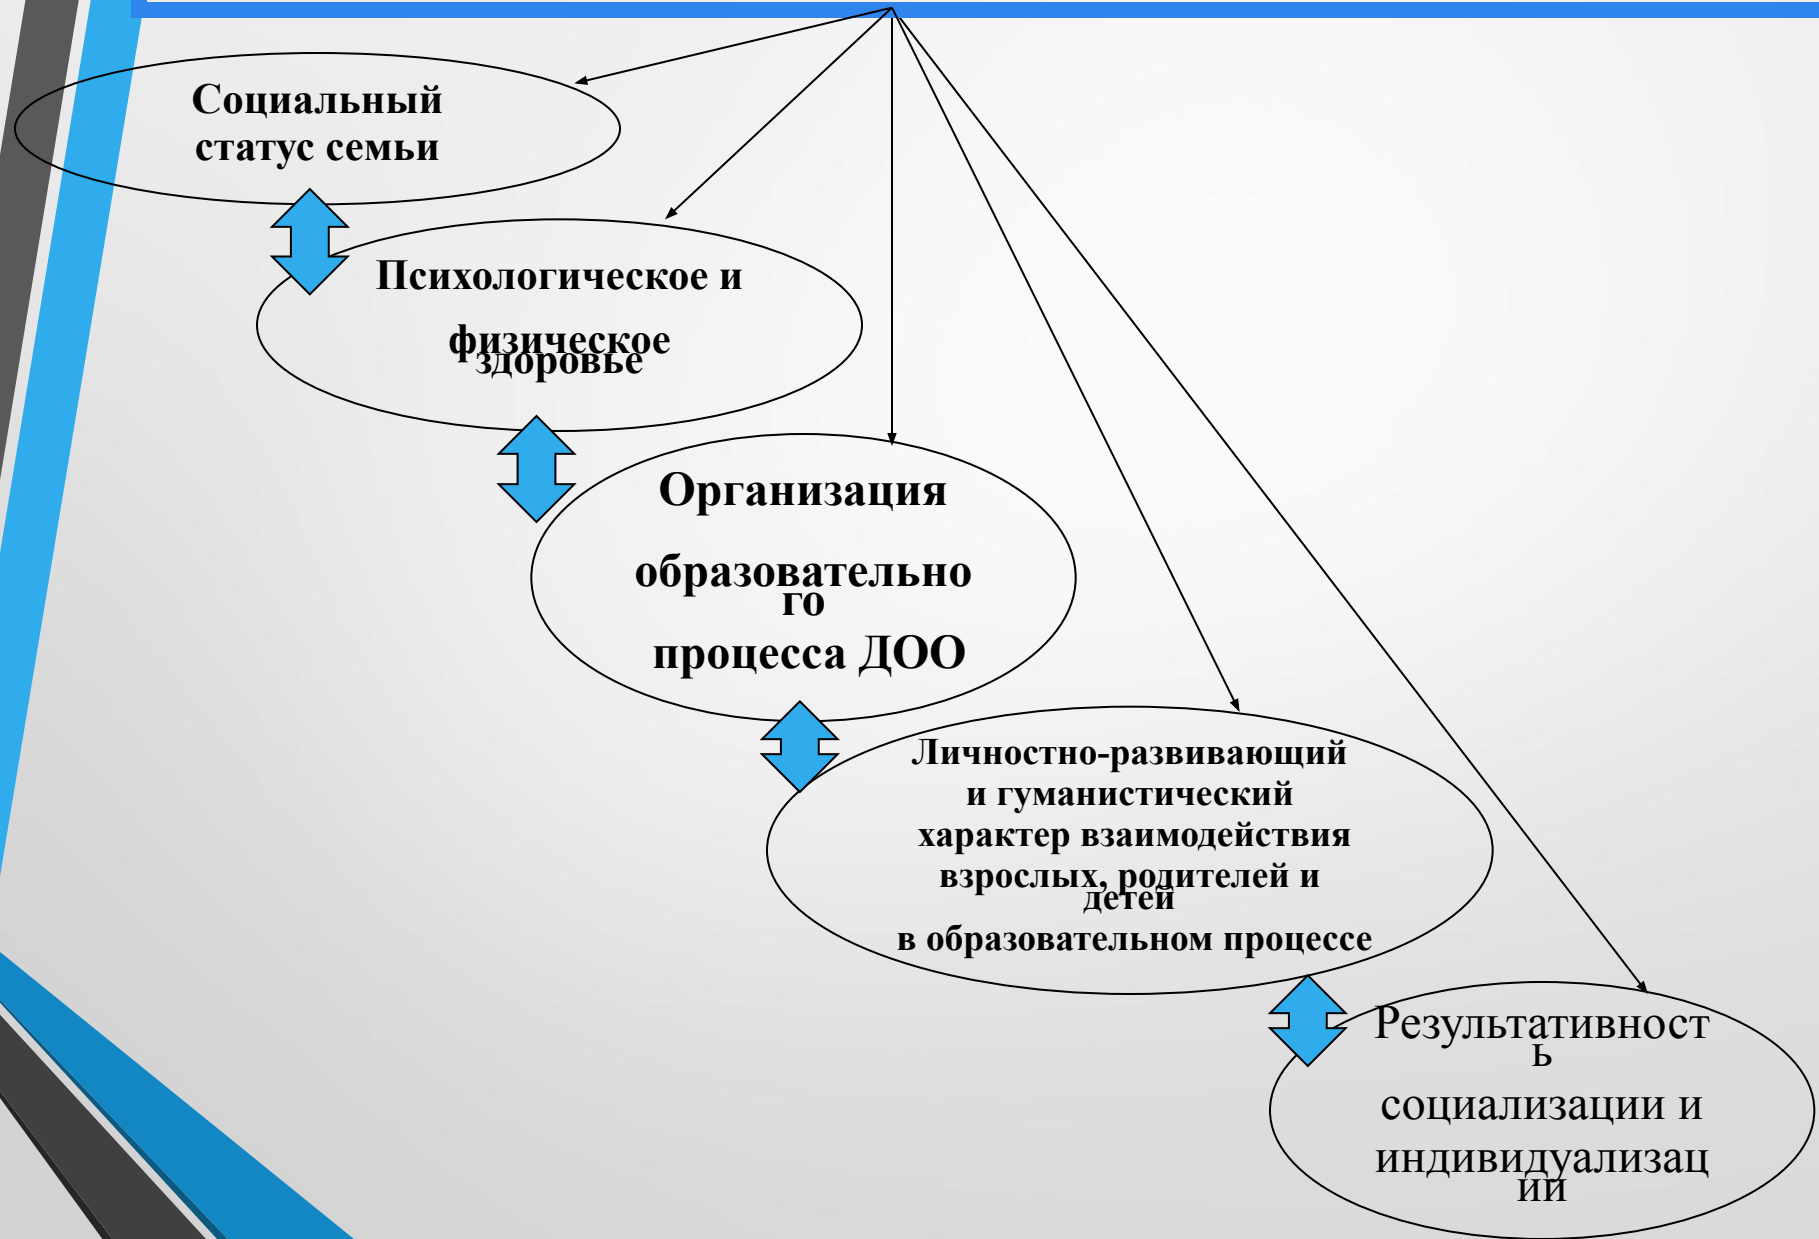 Социальный
статус семьи
Психологическое и
физическое
здоровье
Организация
образовательно
го
процесса ДОО
Личностно-развивающий
и гуманистический
характер взаимодействия
взрослых, родителей и
детей
в образовательном процессе
Результативност
ь
социализации и
индивидуализац
ии